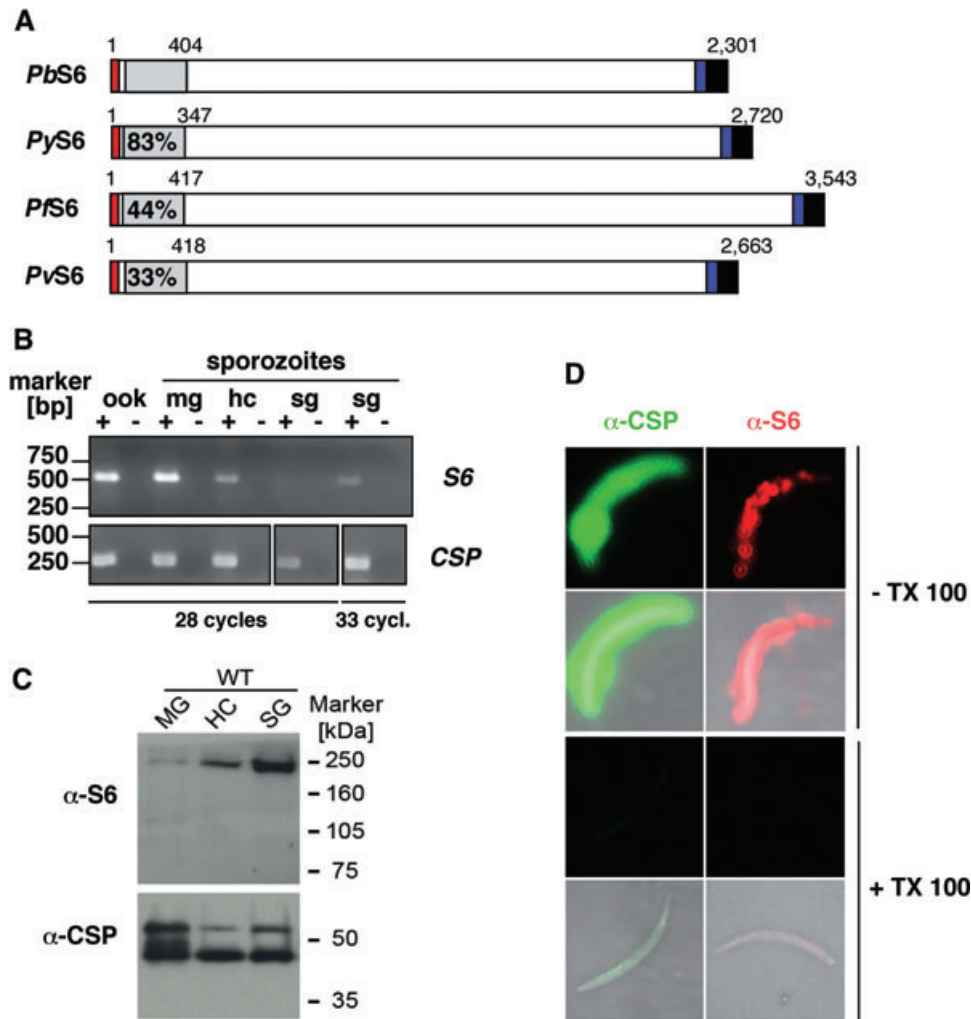 A
1 404 2,301
PbS6
1 347 2,720
PyS6 83%
1 417 3,543
PfS6 44%
1 418 2,663
PvS6 33%
B
sporozoites
marker [bp]
ook mg hc sg sg
+ - + - + - + - + -
750
500
250
S6
500
250
CSP
28 cycles 33 cycl.
C
WT
MG HC SG
Marker [kDa]
α-S6
250
160
105
75
α-CSP
50
35
D
α-CSP α-S6
- TX 100
+ TX 100